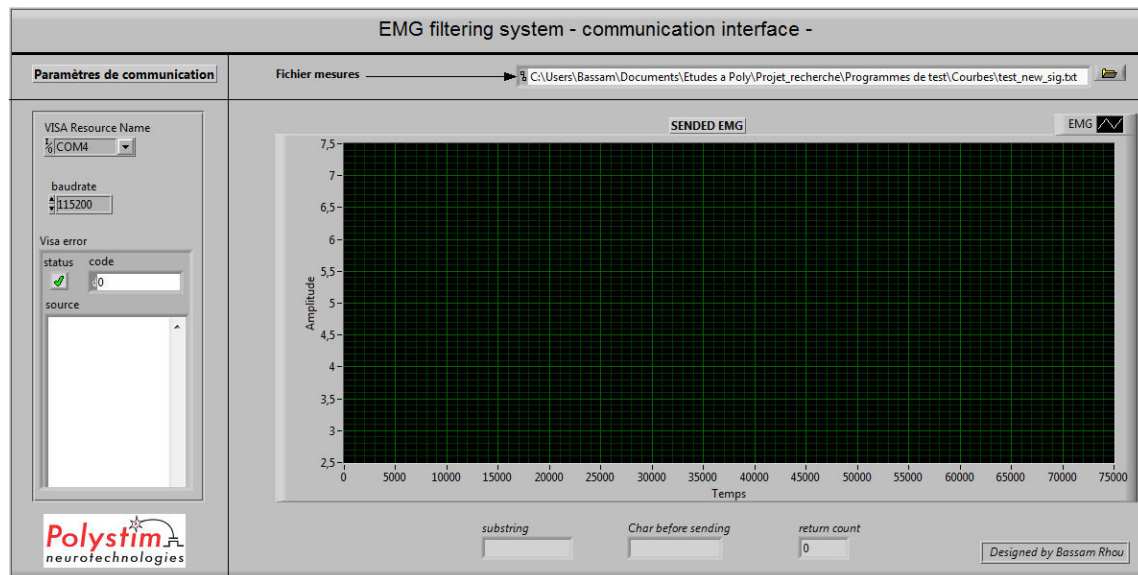 EMG filtering system - communication interface -
Paramètres de communication
Fichier mesures
C:\Users\Bassam\Documents\Etudes a Poly\Projet_recherche\Programmes de test\Courbes\test_new_sig.txt
VISA Resource Name
COM4
baudrate
115200
Visa error
status code
0
source
SENDED EMG
EMG
Amplitude
7,5
7
6,5
6
5,5
5
4,5
4
3,5
3
2,5
0 5000 10000 15000 20000 25000 30000 35000 40000 45000 50000 55000 60000 65000 70000 75000
Temps
substring Char before sending return count
0
Polystim
neurotechnologies
Designed by Bassam Rhou